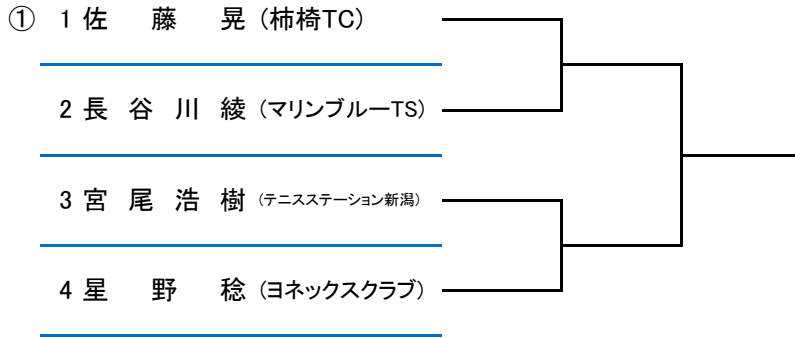 ① 1 佐 藤 晃 (柿椅TC)
2 長 谷 川 綾 (マリンブルーTS)
3 宮 尾 浩 樹 (テニスステーション新潟)
4 星 野 稔 (ヨネックスクラブ)